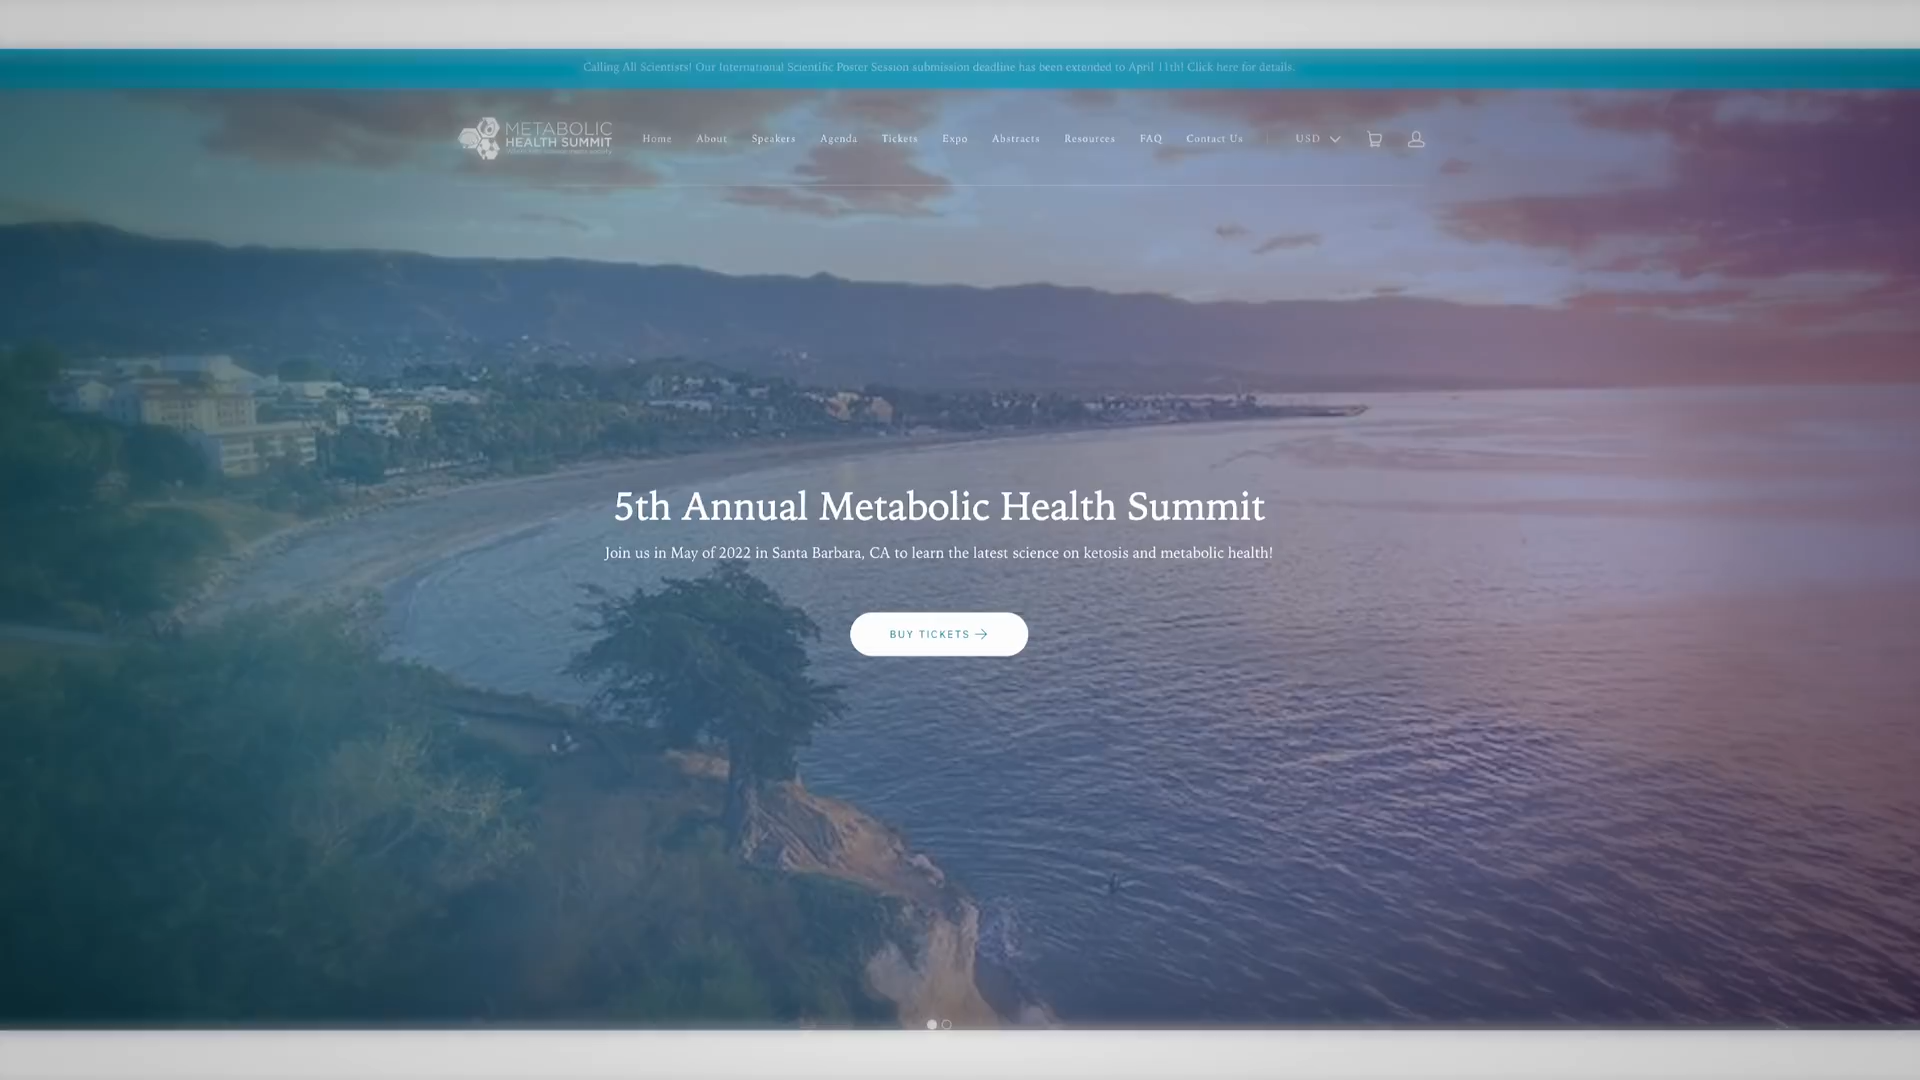 Calling All Scientists! Our International Scientific Poster Session submission deadline has been extended to April 11th! Click here for details.
METABOLIC
HEALTH SUMMIT
Home About Speakers Agenda Tickets Expo Abstracts Resources FAQ Contact Us USD
5th Annual Metabolic Health Summit
Join us in May of 2022 in Santa Barbara, CA to learn the latest science on ketosis and metabolic health!
BUY TICKETS →